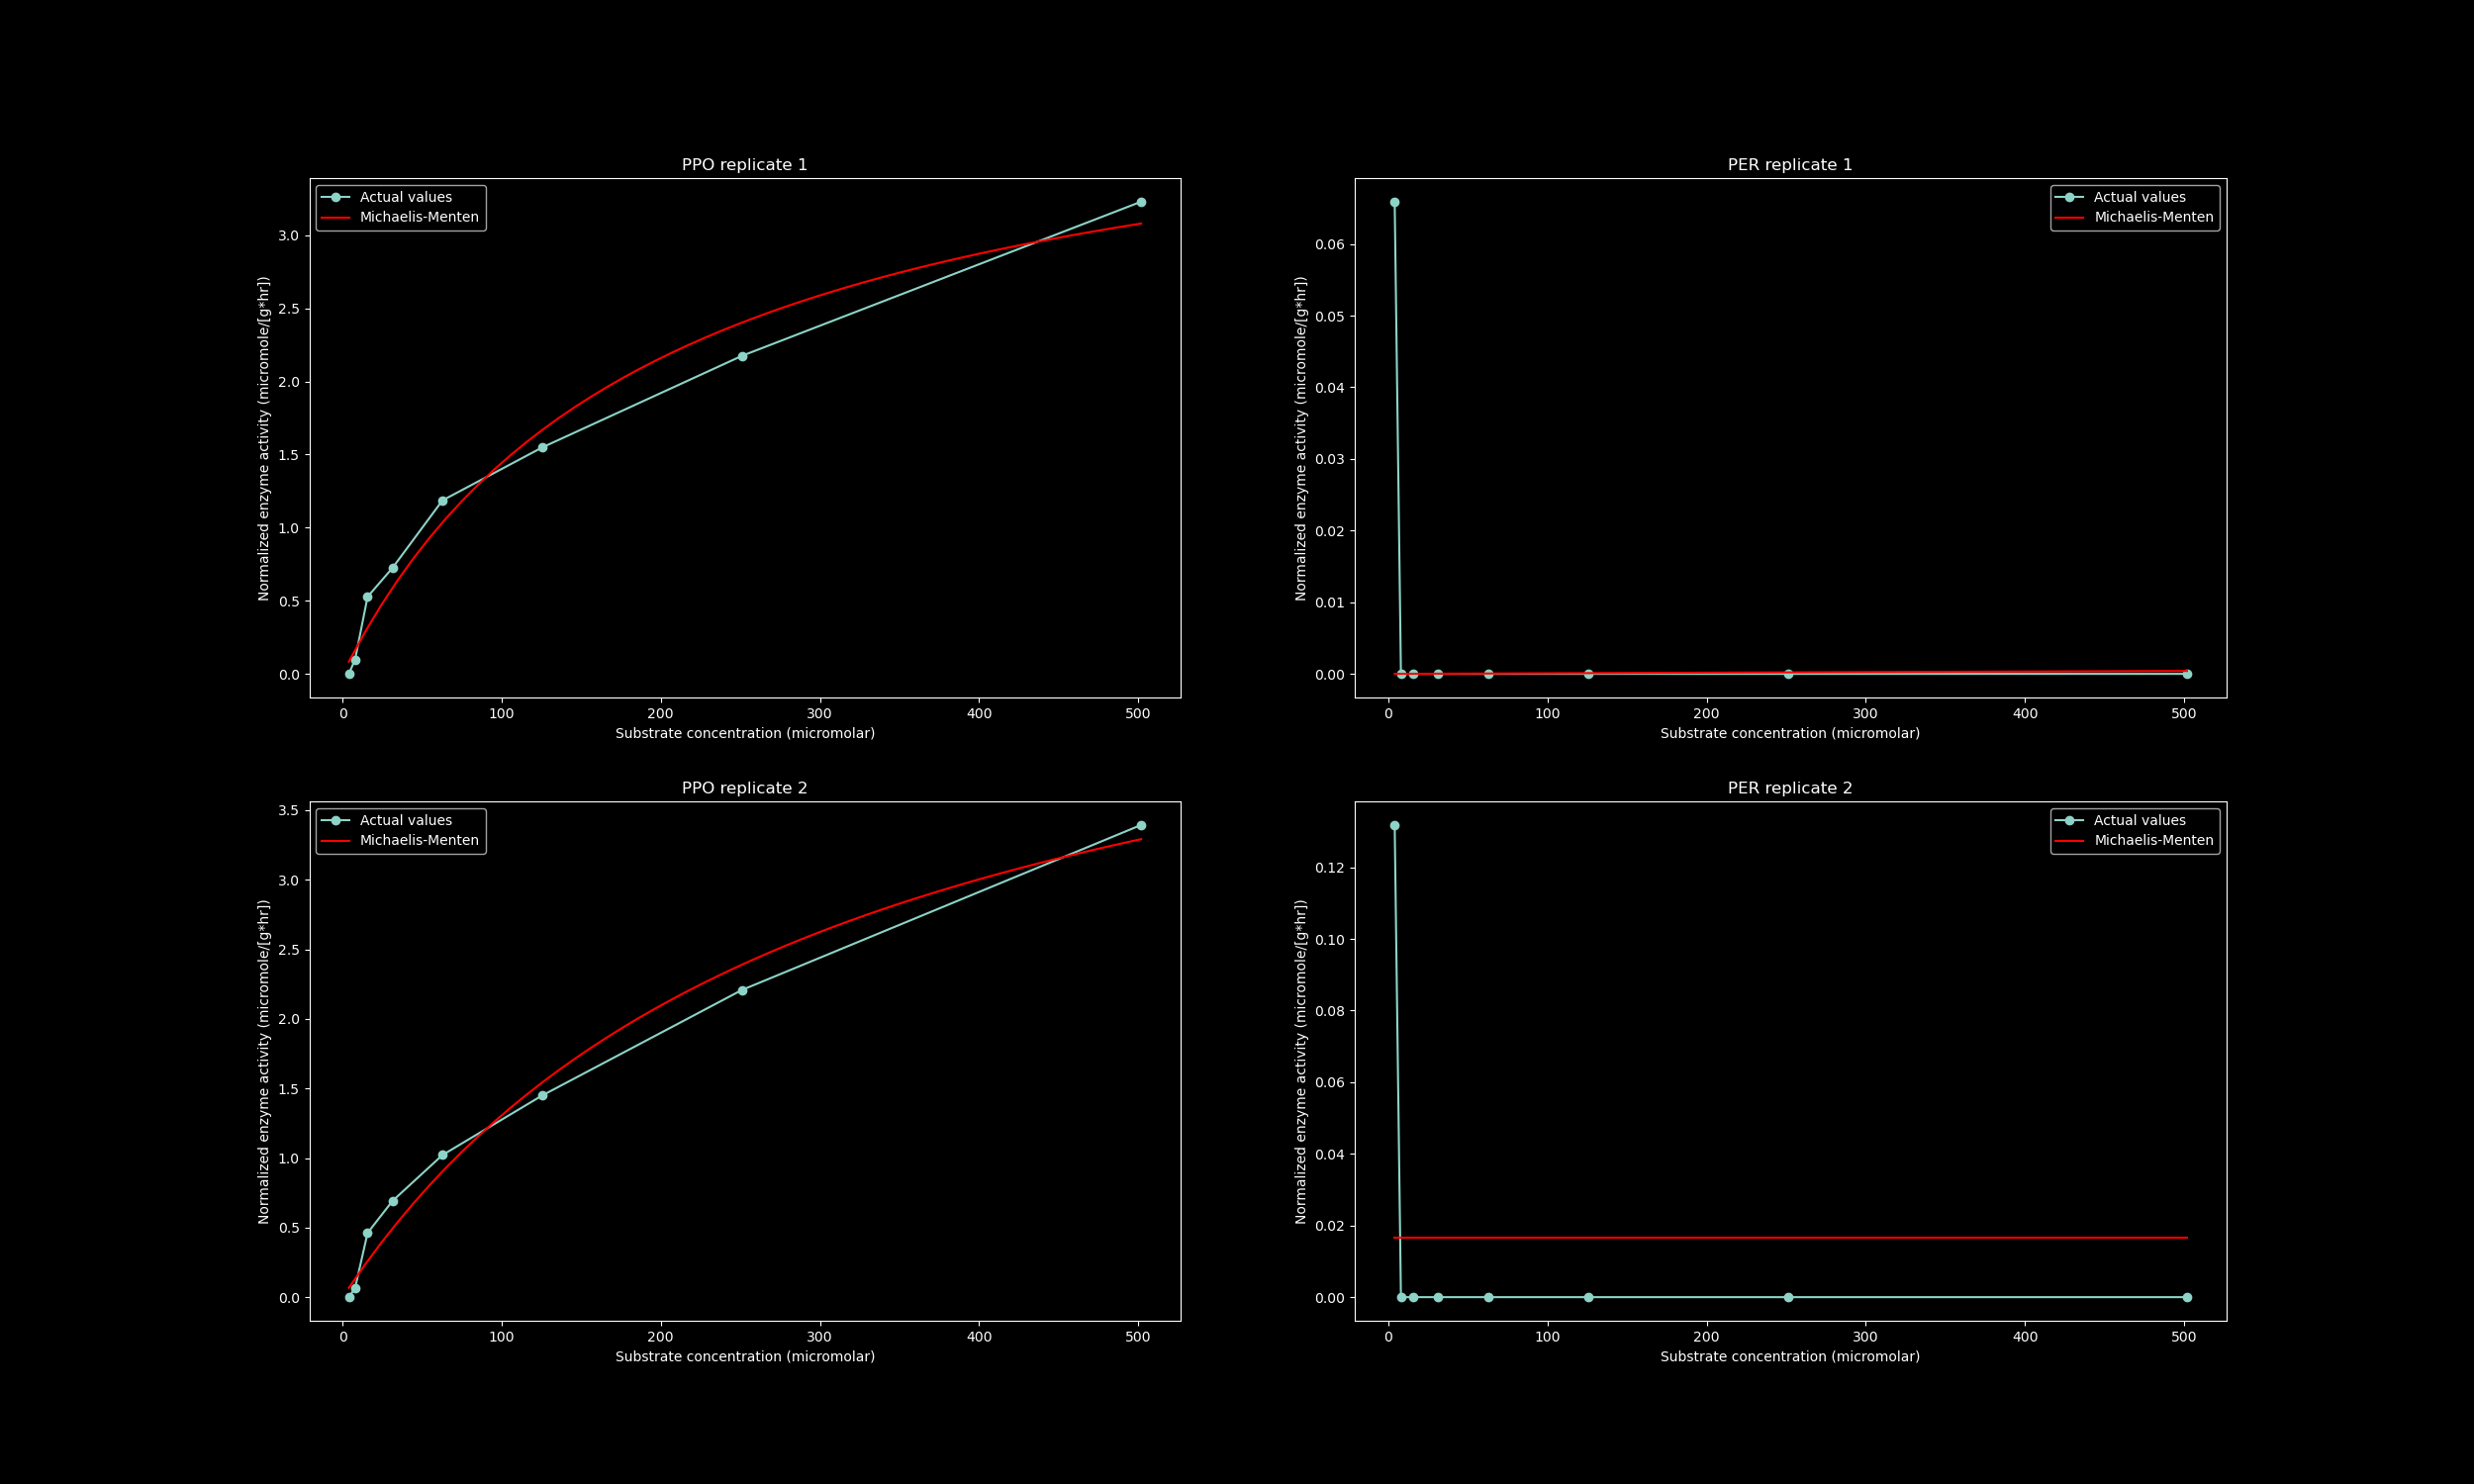 PPO replicate 1
Actual values
Michaelis-Menten
Normalized enzyme activity (micromole/[g*hr])
3.0
2.5
2.0
1.5
1.0
0.5
0.0
0 100 200 300 400 500
Substrate concentration (micromolar)
PER replicate 1
Actual values
Michaelis-Menten
Normalized enzyme activity (micromole/[g*hr])
0.06
0.05
0.04
0.03
0.02
0.01
0.00
0 100 200 300 400 500
Substrate concentration (micromolar)
PPO replicate 2
Actual values
Michaelis-Menten
Normalized enzyme activity (micromole/[g*hr])
3.5
3.0
2.5
2.0
1.5
1.0
0.5
0.0
0 100 200 300 400 500
Substrate concentration (micromolar)
PER replicate 2
Actual values
Michaelis-Menten
Normalized enzyme activity (micromole/[g*hr])
0.12
0.10
0.08
0.06
0.04
0.02
0.00
0 100 200 300 400 500
Substrate concentration (micromolar)